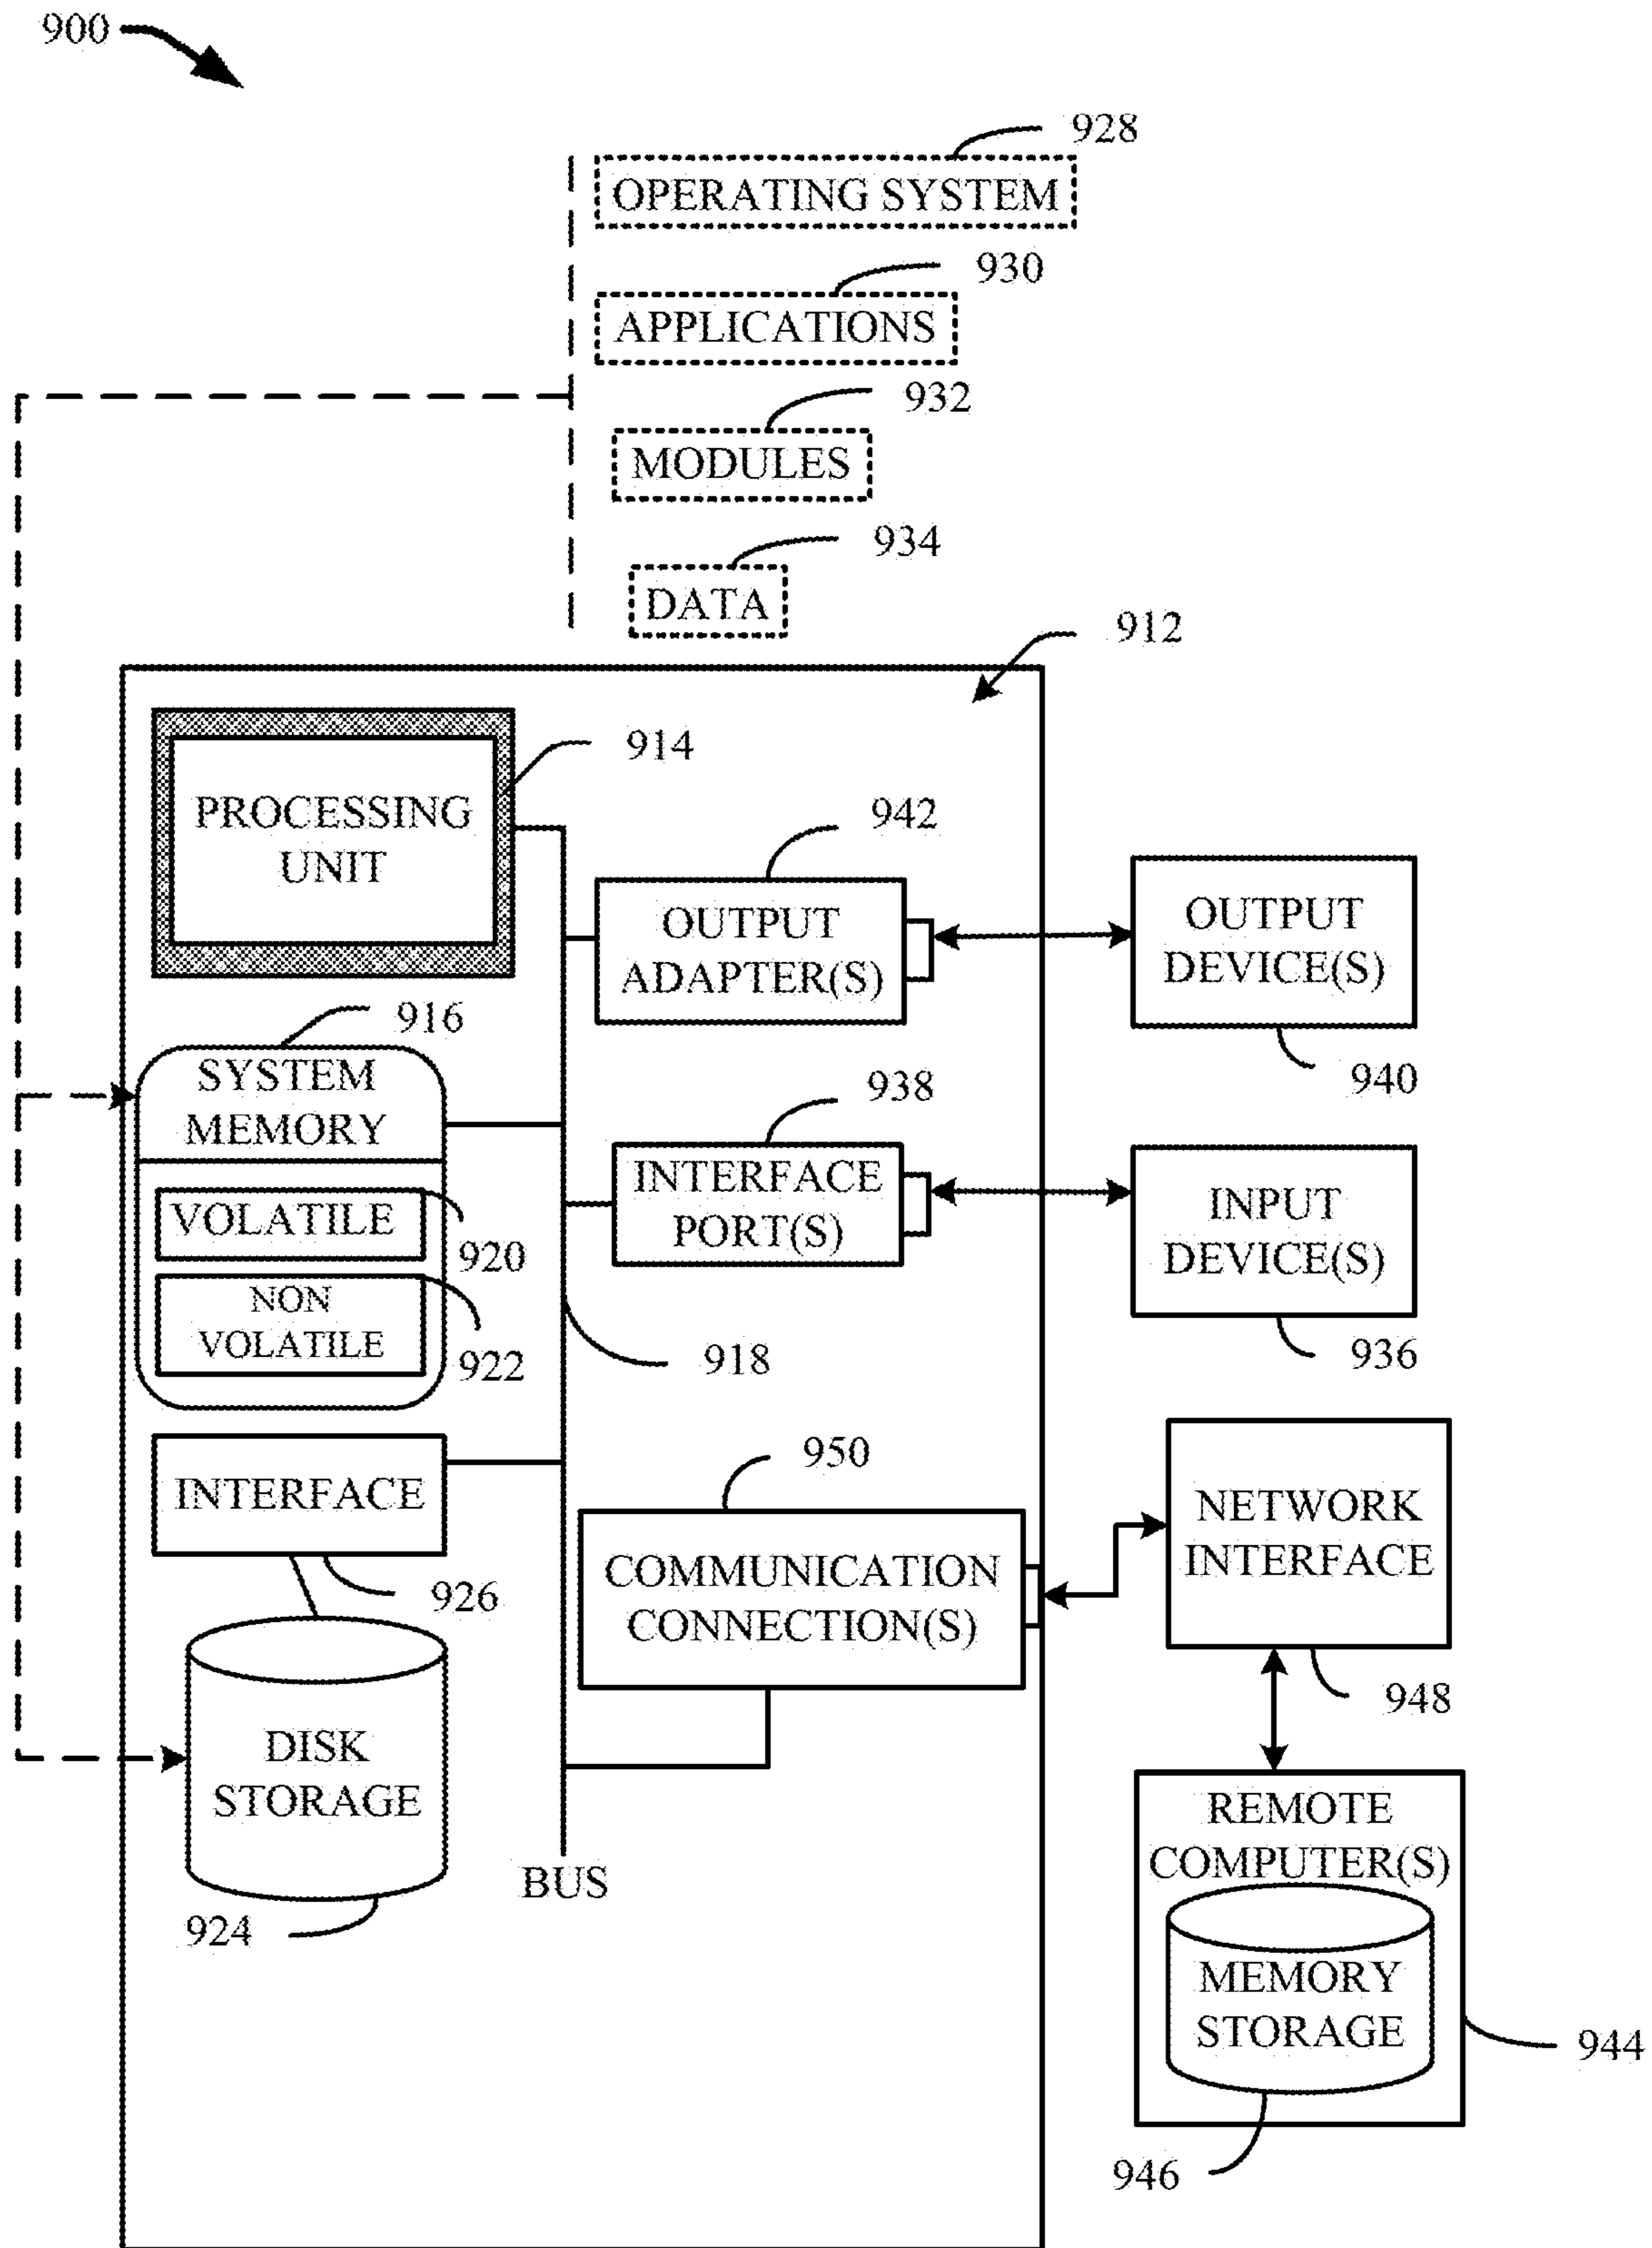 900
928
OPERATING SYSTEM
930
APPLICATIONS
932
MODULES
934
DATA
912
914
PROCESSING
UNIT
942
OUTPUT
ADAPTER(S)
OUTPUT
DEVICE(S)
940
916
SYSTEM
MEMORY
VOLATILE
920
NON
VOLATILE
922
938
INTERFACE
PORT(S)
INPUT
DEVICE(S)
936
918
INTERFACE
926
950
COMMUNICATION
CONNECTION(S)
NETWORK
INTERFACE
948
DISK
STORAGE
924
BUS
REMOTE
COMPUTER(S)
MEMORY
STORAGE
944
946